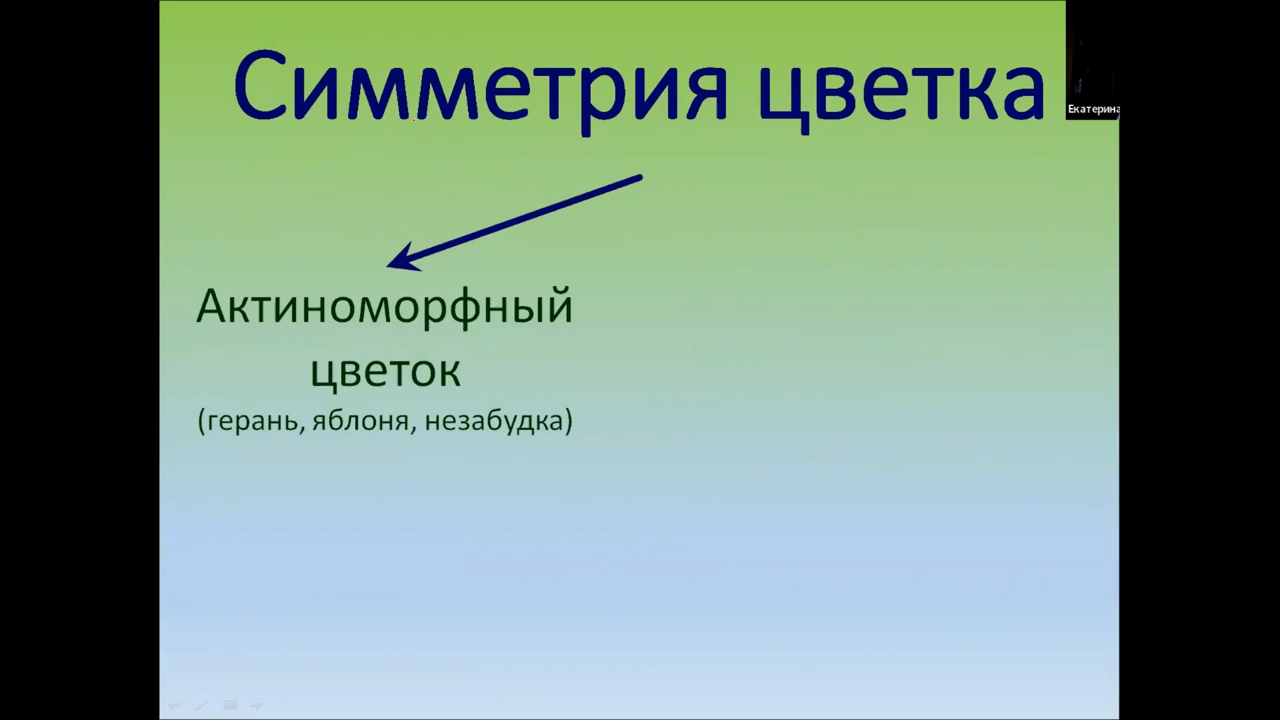 Симметрия цветка
Екатерина
Актиноморфный
цветок
(герань, яблоня, незабудка)